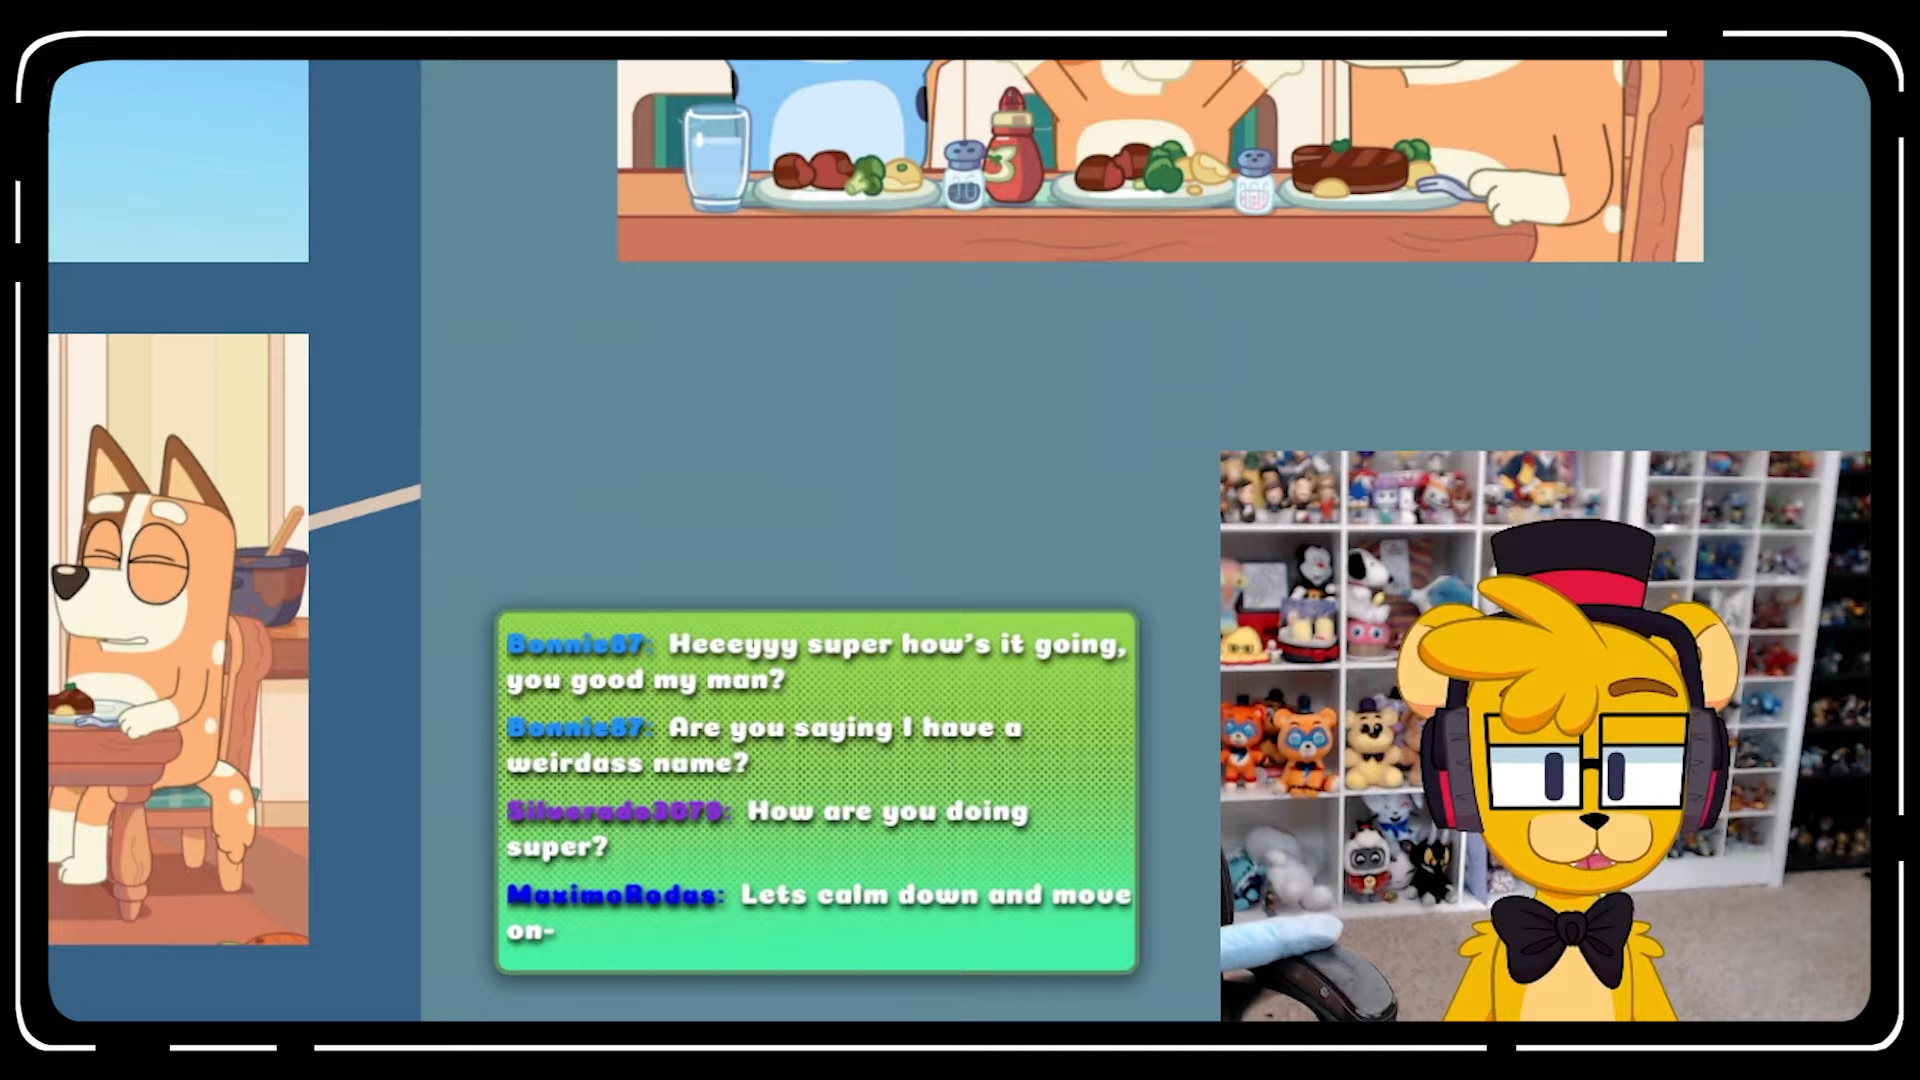 Bonnie87: Heeeyyy super how's it going,
you good my man?
Bonnie87: Are you saying I have a
weirdass name?
Silverado3079: How are you doing
super?
MaximoRodas: Lets calm down and move
on-